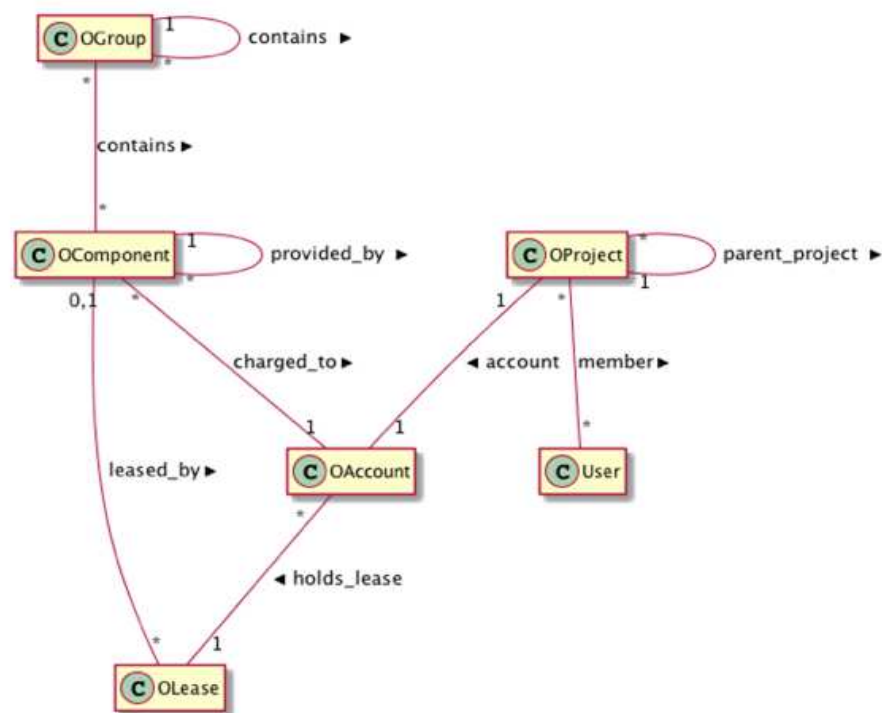 C OGroup
1
*
contains ►
*
contains ►
*
C OComponent
1
*
provided_by ►
C OProject
*
1
parent_project ►
0,1
*
1
*
charged_to ►
◄ account
member ►
1
1
*
leased_by ►
C OAccount
C User
*
◄ holds_lease
*
1
C OLease